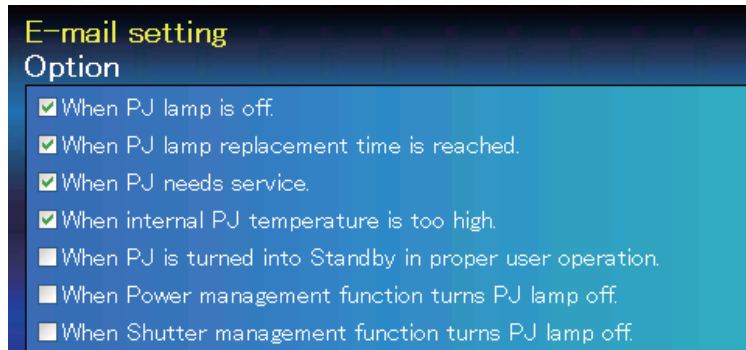 E-mail setting
Option
When PJ lamp is off.
When PJ lamp replacement time is reached.
When PJ needs service.
When internal PJ temperature is too high.
When PJ is turned into Standby in proper user operation.
When Power management function turns PJ lamp off.
When Shutter management function turns PJ lamp off.